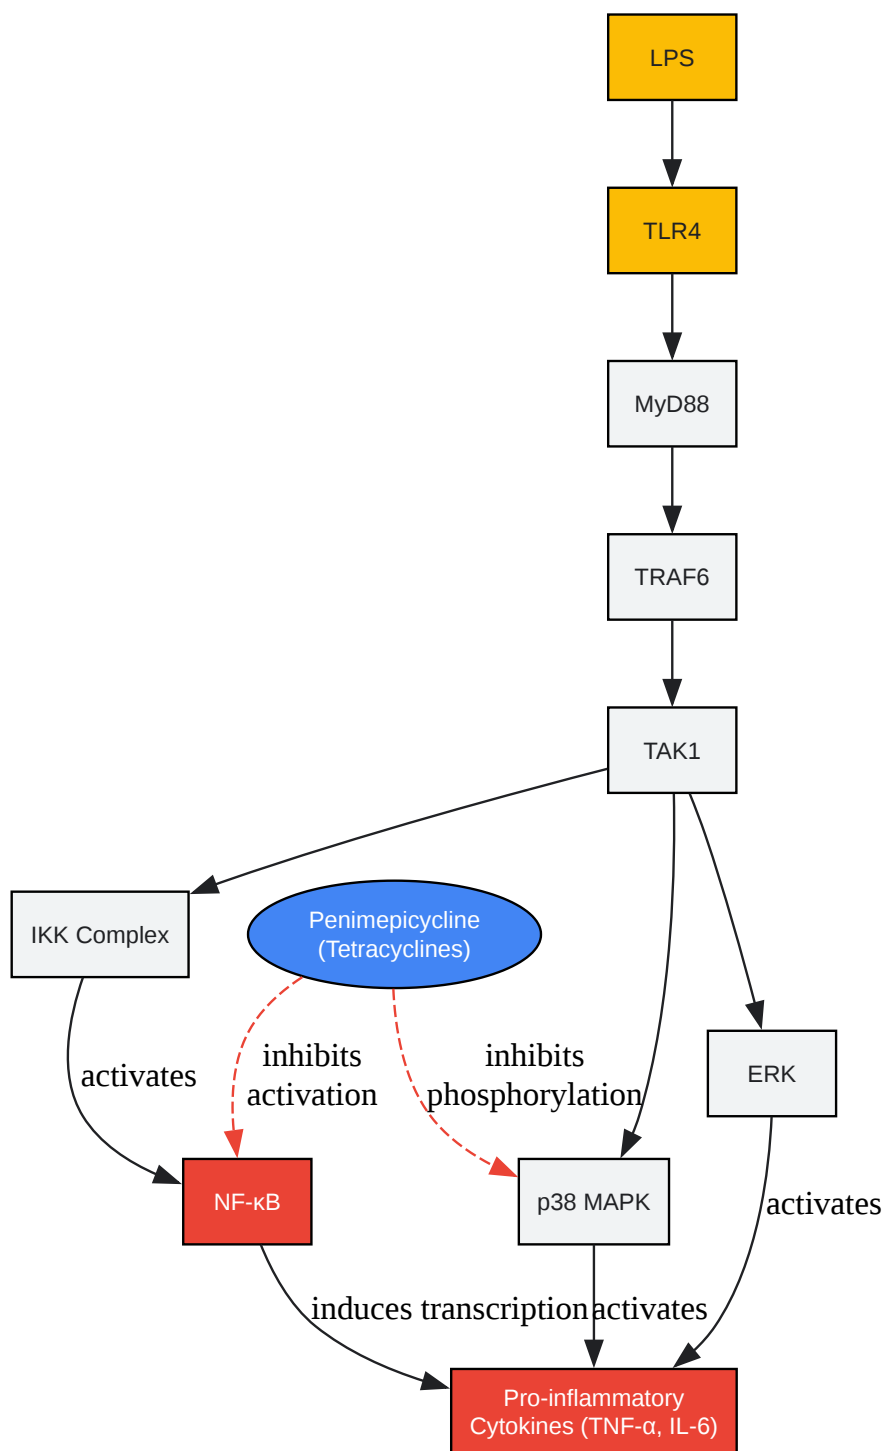 LPS
TLR4
MyD88
TRAF6
TAK1
IKK Complex
Penimepicycline
(Tetracyclines)
activates
inhibits
activation
inhibits
phosphorylation
ERK
NF-κB
p38 MAPK
activates
induces transcription
activates
Pro-inflammatory
Cytokines (TNF-α, IL-6)